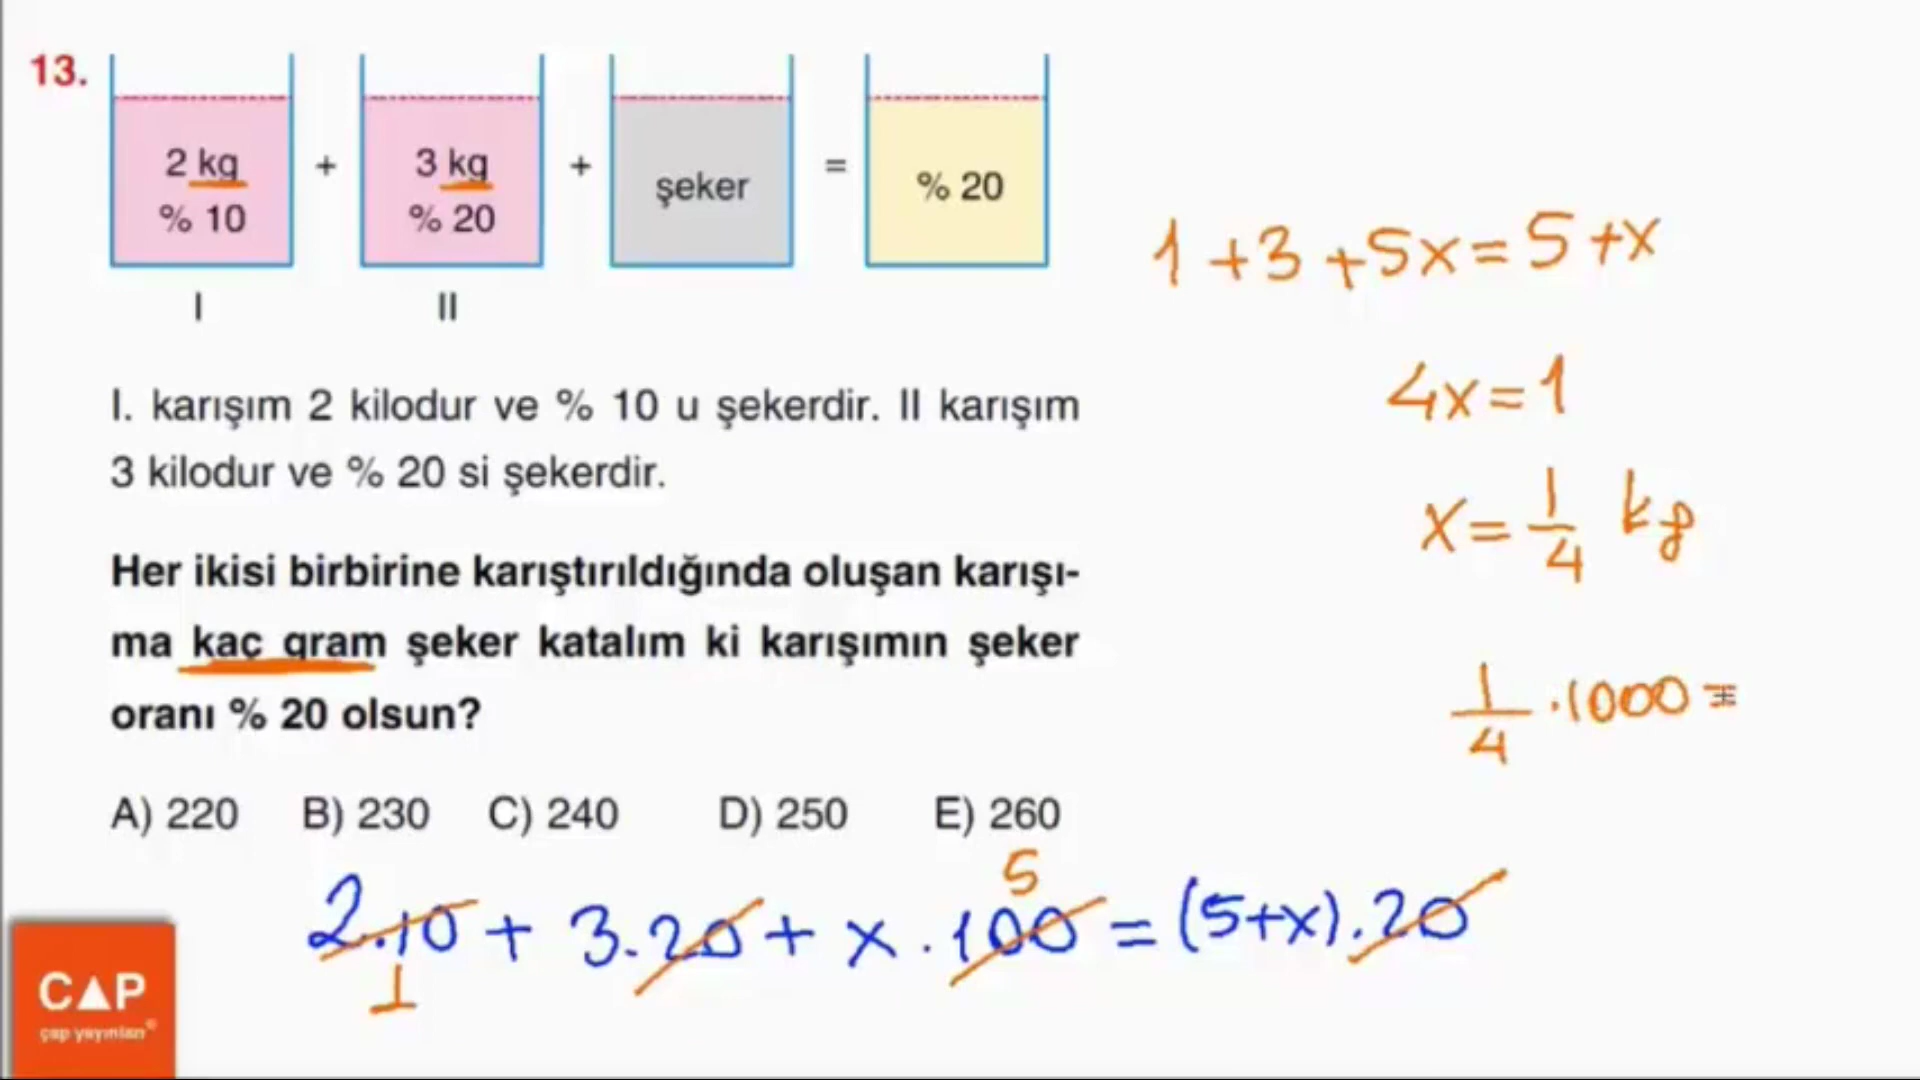 13.
2 kg
% 10
+
3 kg
% 20
+
şeker
=
% 20
I
II
I. karışım 2 kilodur ve % 10 u şekerdir. II karışım
3 kilodur ve % 20 si şekerdir.
Her ikisi birbirine karıştırıldığında oluşan karışı-
ma kaç gram şeker katalım ki karışımın şeker
oranı % 20 olsun?
A) 220 B) 230 C) 240 D) 250 E) 260
2.10 + 3.20 + x.100 = (5+x).20
1
5
1+3+5x=5+x
4x=1
x=1/4 kg
1/4 .1000=
CAP
çap yayınları